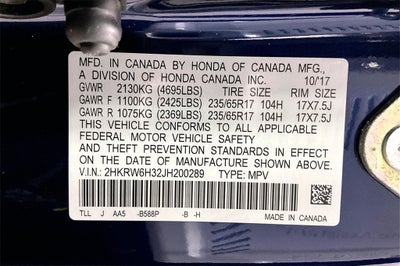 MFD. IN CANADA BY HONDA OF CANADA MFG.,
A DIVISION OF HONDA CANADA INC. 10/'17
GVWR 2130KG (4695LBS) TIRE SIZE RIM SIZE
GAWR F 1100KG (2425LBS) 235/65R17 104H 17X7.5J
GAWR R 1075KG (2369LBS) 235/65R17 104H 17X7.5J
THIS VEHICLE CONFORMS TO ALL APPLICABLE
FEDERAL MOTOR VEHICLE SAFETY
AND THEFT PREVENTION STANDARDS IN EFFECT
ON THE DATE OF MANUFACTURE SHOWN ABOVE.
V.I.N.: 2HKRW6H32JH200289 TYPE: MPV
TLL J AA5 -B588P -B -H MADE IN CANADA